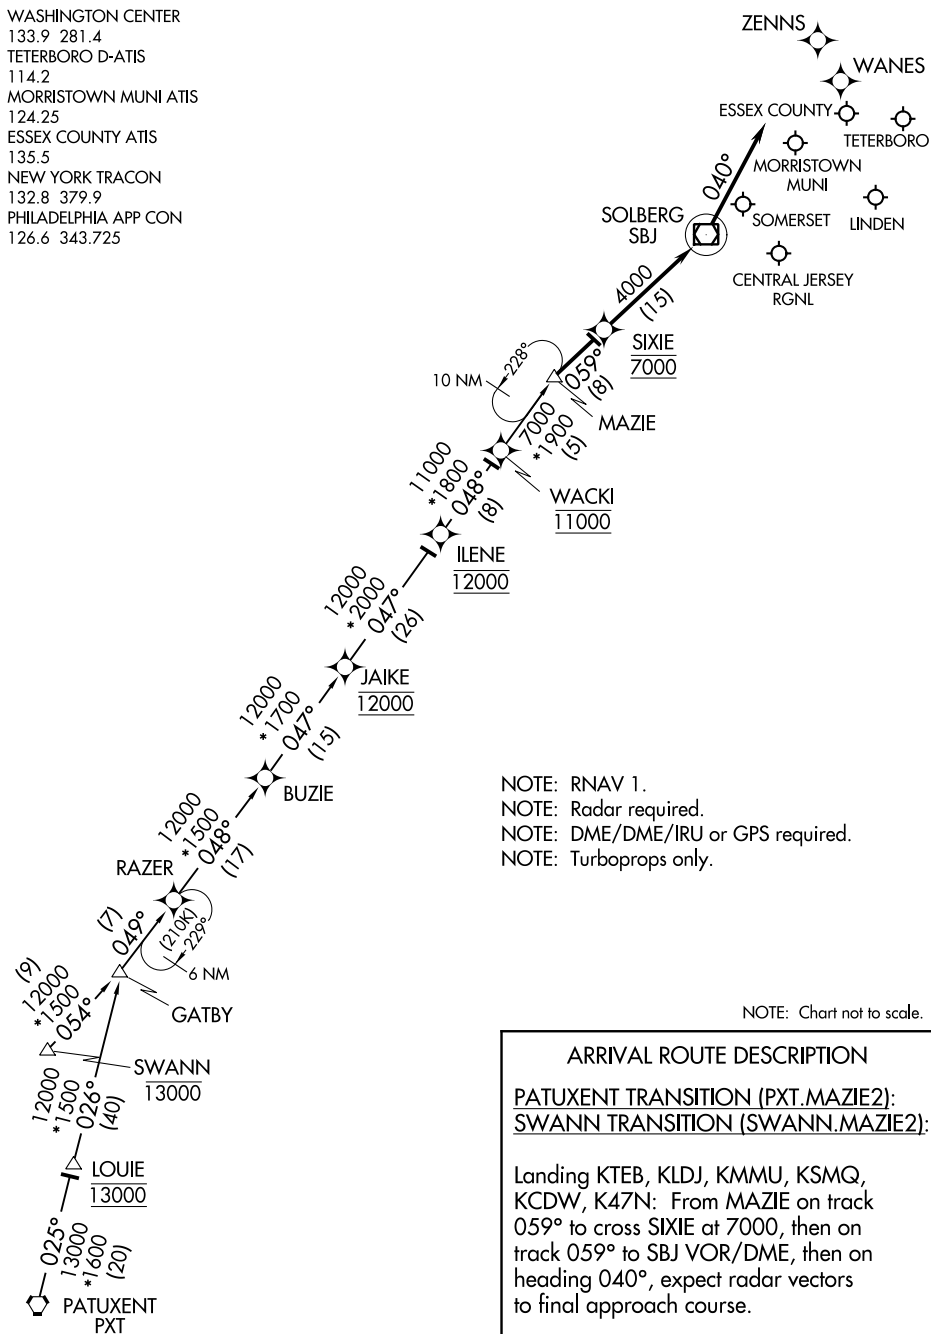 WASHINGTON CENTER
133.9 281.4
TETERBORO D-ATIS
114.2
MORRISTOWN MUNI ATIS
124.25
ESSEX COUNTY ATIS
135.5
NEW YORK TRACON
132.8 379.9
PHILADELPHIA APP CON
126.6 343.725
ZENNS
WANES
ESSEX COUNTY
TETERBORO
MORRISTOWN
MUNI
040°
SOLBERG
SBJ
SOMERSET
LINDEN
CENTRAL JERSEY
RGNL
4000
(15)
SIXIE
7000
228°
10 NM
059°
(8)
MAZIE
7000
*1900
(5)
WACKI
11000
11000
*1800
048°
(8)
ILENE
12000
12000
*2000
047°
(26)
JAIKE
12000
12000
*1700
047°
(15)
BUZIE
12000
*1500
048°
(17)
RAZER
(210K)
229°
6 NM
(7)
049°
GATBY
(9)
12000
*1500
054°
SWANN
13000
12000
*1500
026°
(40)
LOUIE
13000
025°
13000
*1600
(20)
PATUXENT
PXT
NOTE: RNAV 1.
NOTE: Radar required.
NOTE: DME/DME/IRU or GPS required.
NOTE: Turboprops only.
NOTE: Chart not to scale.
ARRIVAL ROUTE DESCRIPTION
PATUXENT TRANSITION (PXT.MAZIE2):
SWANN TRANSITION (SWANN.MAZIE2):
Landing KTEB, KLDJ, KMMU, KSMQ,
KCDW, K47N: From MAZIE on track
059° to cross SIXIE at 7000, then on
track 059° to SBJ VOR/DME, then on
heading 040°, expect radar vectors
to final approach course.